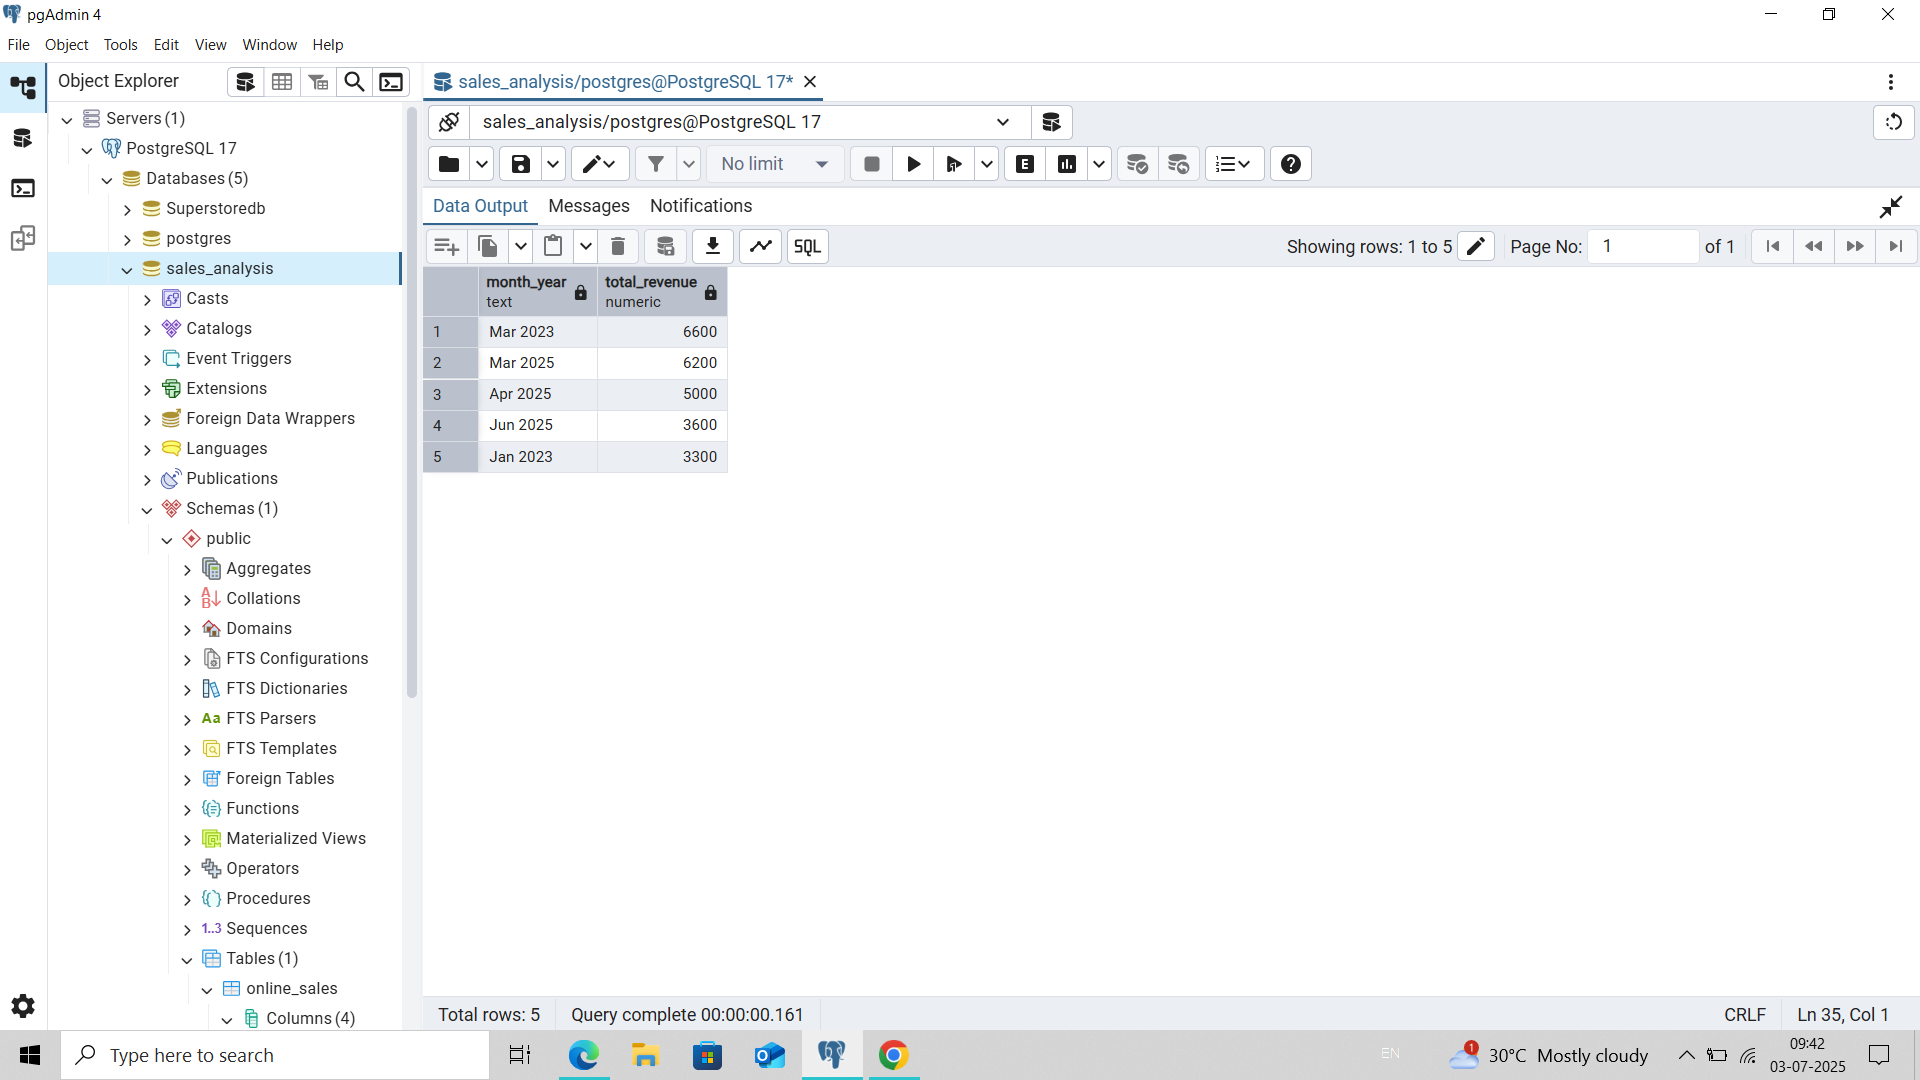 pgAdmin 4
File Object Tools Edit View Window Help
Object Explorer
sales_analysis/postgres@PostgreSQL 17*
Servers (1)
PostgreSQL 17
Databases (5)
Superstoredb
postgres
sales_analysis
Casts
Catalogs
Event Triggers
Extensions
Foreign Data Wrappers
Languages
Publications
Schemas (1)
public
Aggregates
Collations
Domains
FTS Configurations
FTS Dictionaries
Aa FTS Parsers
FTS Templates
Foreign Tables
Functions
Materialized Views
Operators
Procedures
1..3 Sequences
Tables (1)
online_sales
Columns (4)
sales_analysis/postgres@PostgreSQL 17
No limit
E
Data Output Messages Notifications
SQL
Showing rows: 1 to 5 Page No: 1 of 1
month_year total_revenue
text numeric
1 Mar 2023 6600
2 Mar 2025 6200
3 Apr 2025 5000
4 Jun 2025 3600
5 Jan 2023 3300
Total rows: 5 Query complete 00:00:00.161 CRLF Ln 35, Col 1
Type here to search
EN
1
30°C Mostly cloudy
09:42
03-07-2025